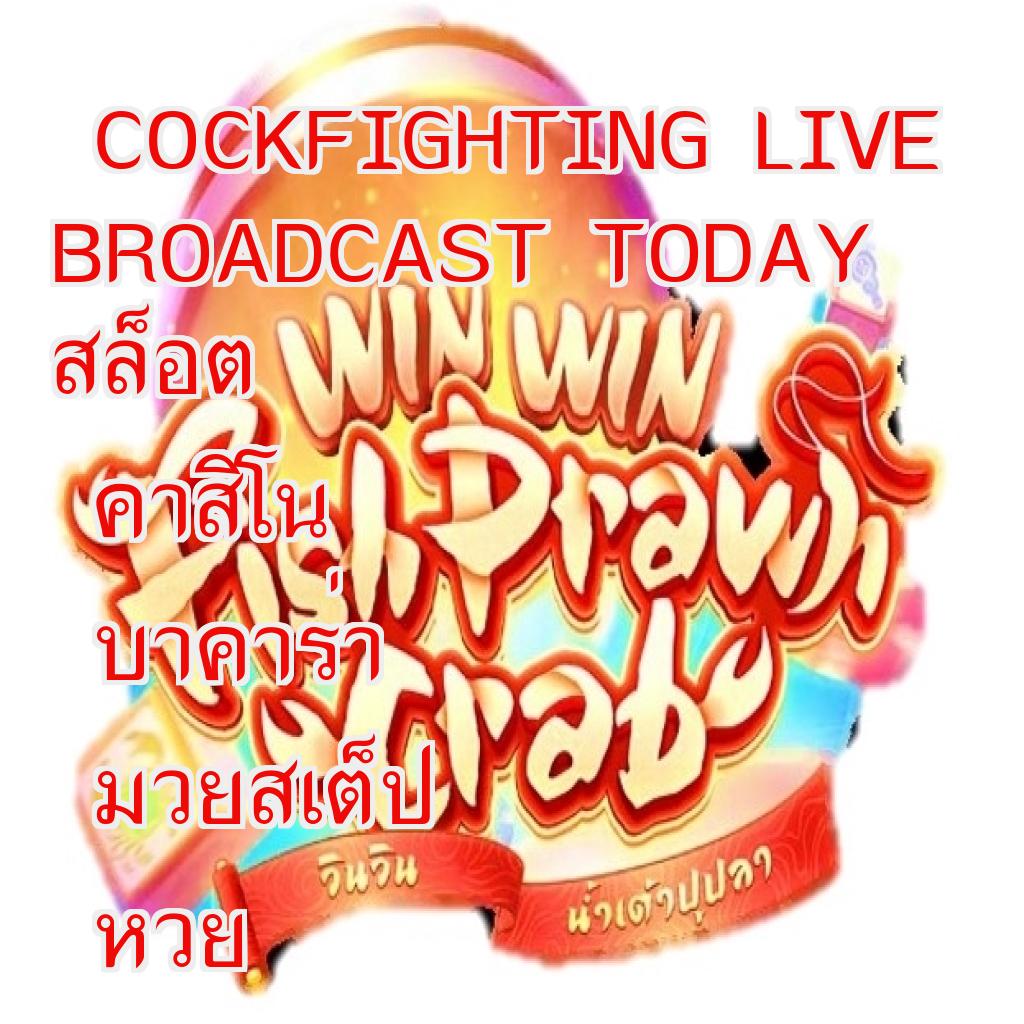 COCKFIGHTING LIVE
BROADCAST TODAY
WIN WIN
สล็อต
Fish Prawn
คาสิโน
บาคาร่า
Crab
มวยสเต็ป
วินวิน
น้ำเต้าปูปลา
หวย